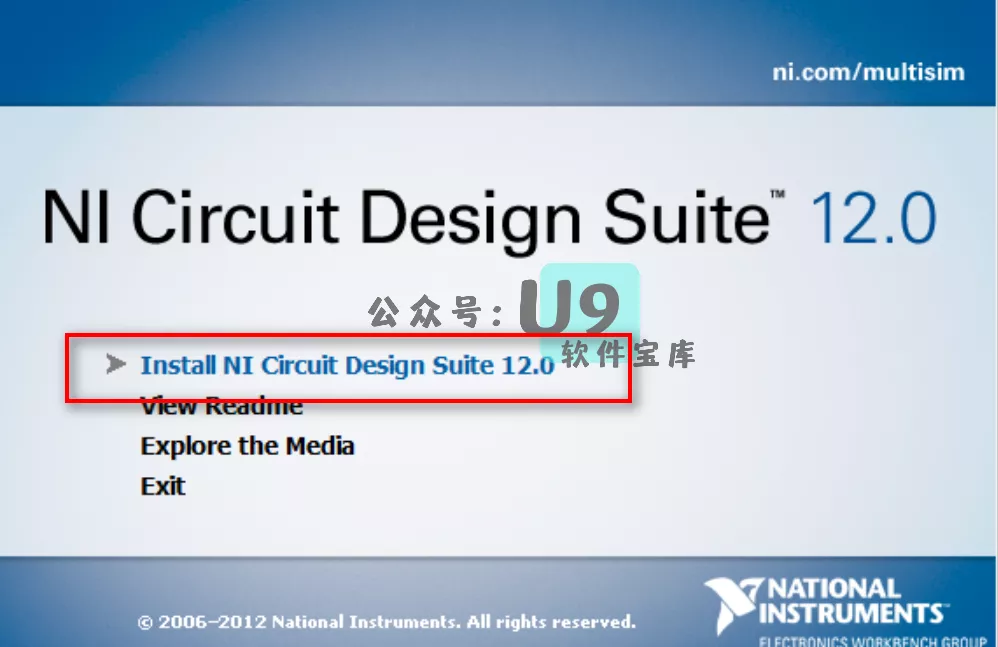 ni.com/multisim
NI Circuit Design Suite™ 12.0
公众号：U9
软件宝库
Install NI Circuit Design Suite 12.0
View Readme
Explore the Media
Exit
NATIONAL
INSTRUMENTS™
© 2006–2012 National Instruments. All rights reserved.
ELECTRONICS WORKBENCH GROUP